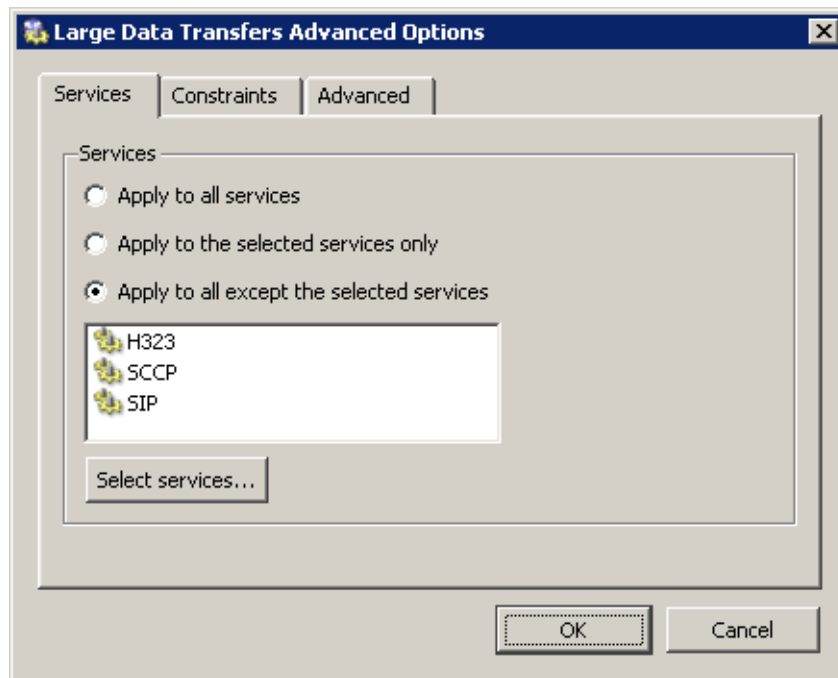 Large Data Transfers Advanced Options
Services Constraints Advanced
Services
Apply to all services
Apply to the selected services only
Apply to all except the selected services
H323
SCCP
SIP
Select services...
OK Cancel